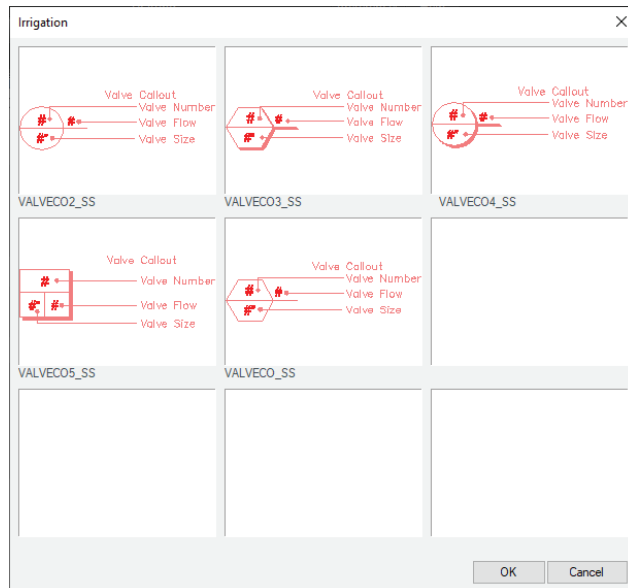 Irrigation
Valve Callout
# Valve Number
# Valve Flow
#" Valve Size
VALVECO2_SS
Valve Callout
# Valve Number
# Valve Flow
#" Valve Size
VALVECO3_SS
Valve Callout
# Valve Number
# Valve Flow
#" Valve Size
VALVECO4_SS
Valve Callout
# Valve Number
#" # Valve Flow
Valve Size
VALVECO5_SS
Valve Callout
# Valve Number
# Valve Flow
#" Valve Size
VALVECO_SS
OK Cancel